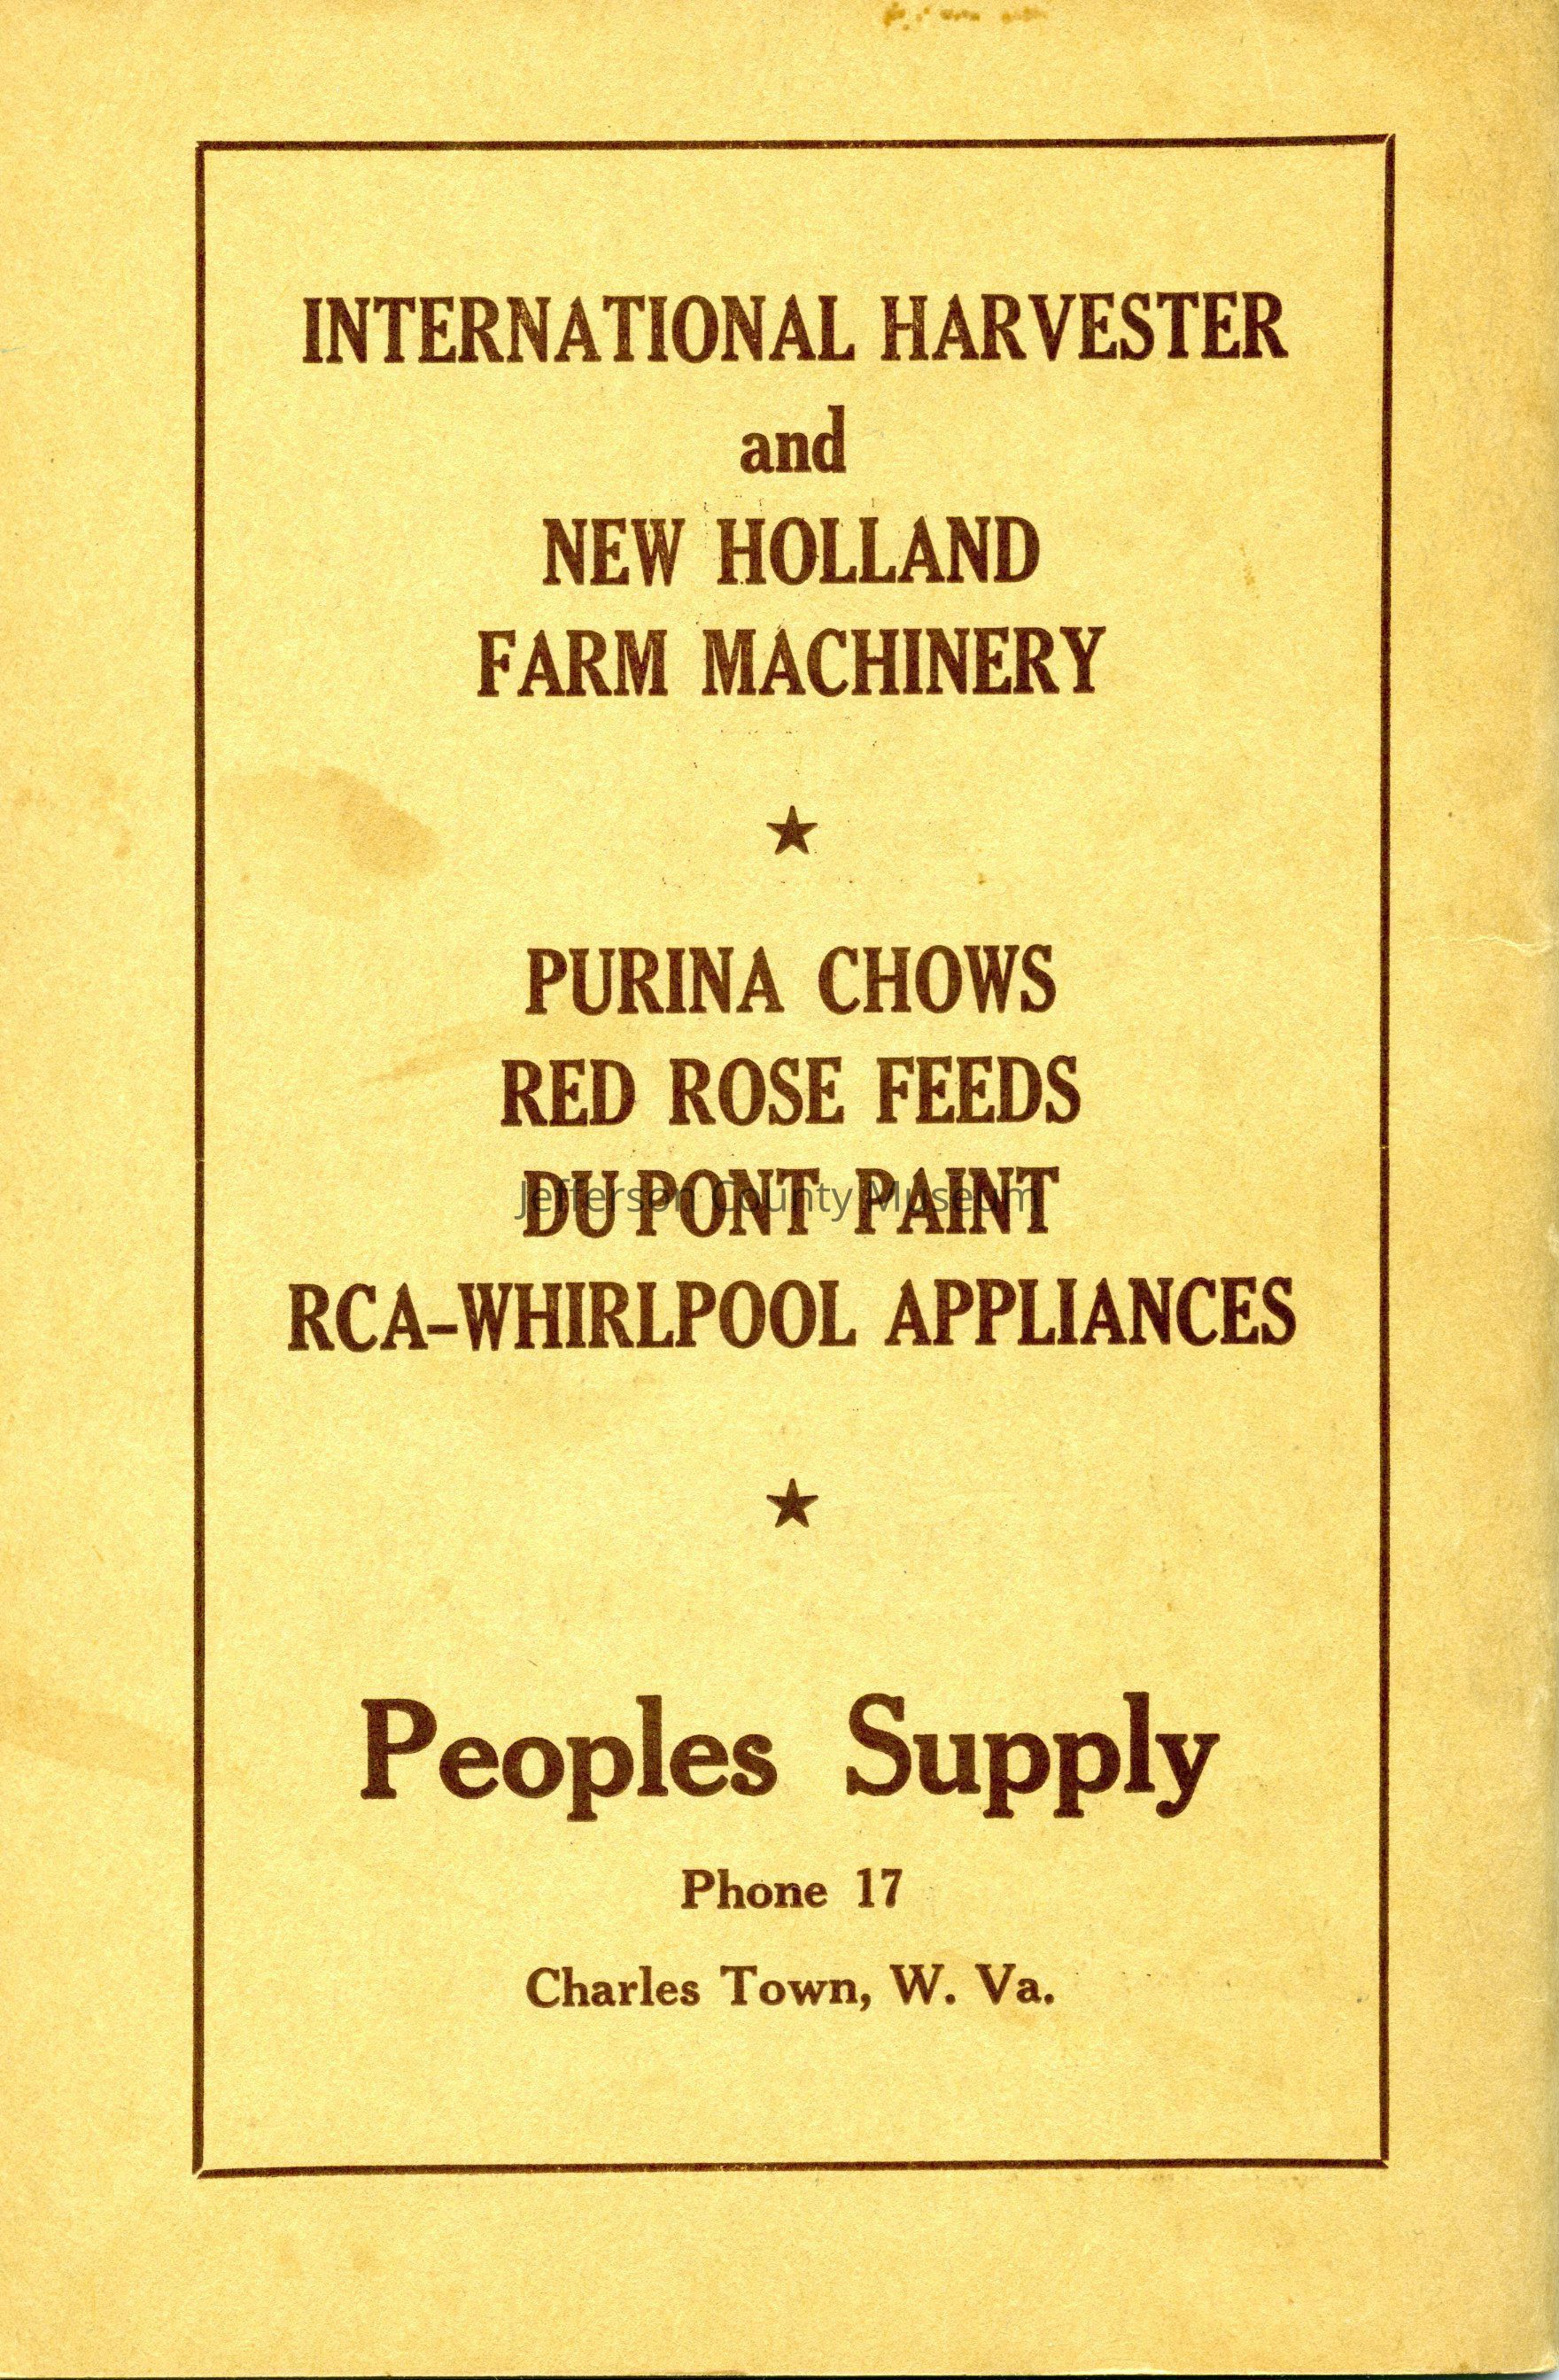 INTERNATIONAL HARVESTER
and
NEW HOLLAND
FARM MACHINERY
★
PURINA CHOWS
RED ROSE FEEDS
DU PONT PAINT
Jefferson County Museum
RCA-WHIRLPOOL APPLIANCES
★
Peoples Supply
Phone 17
Charles Town, W. Va.